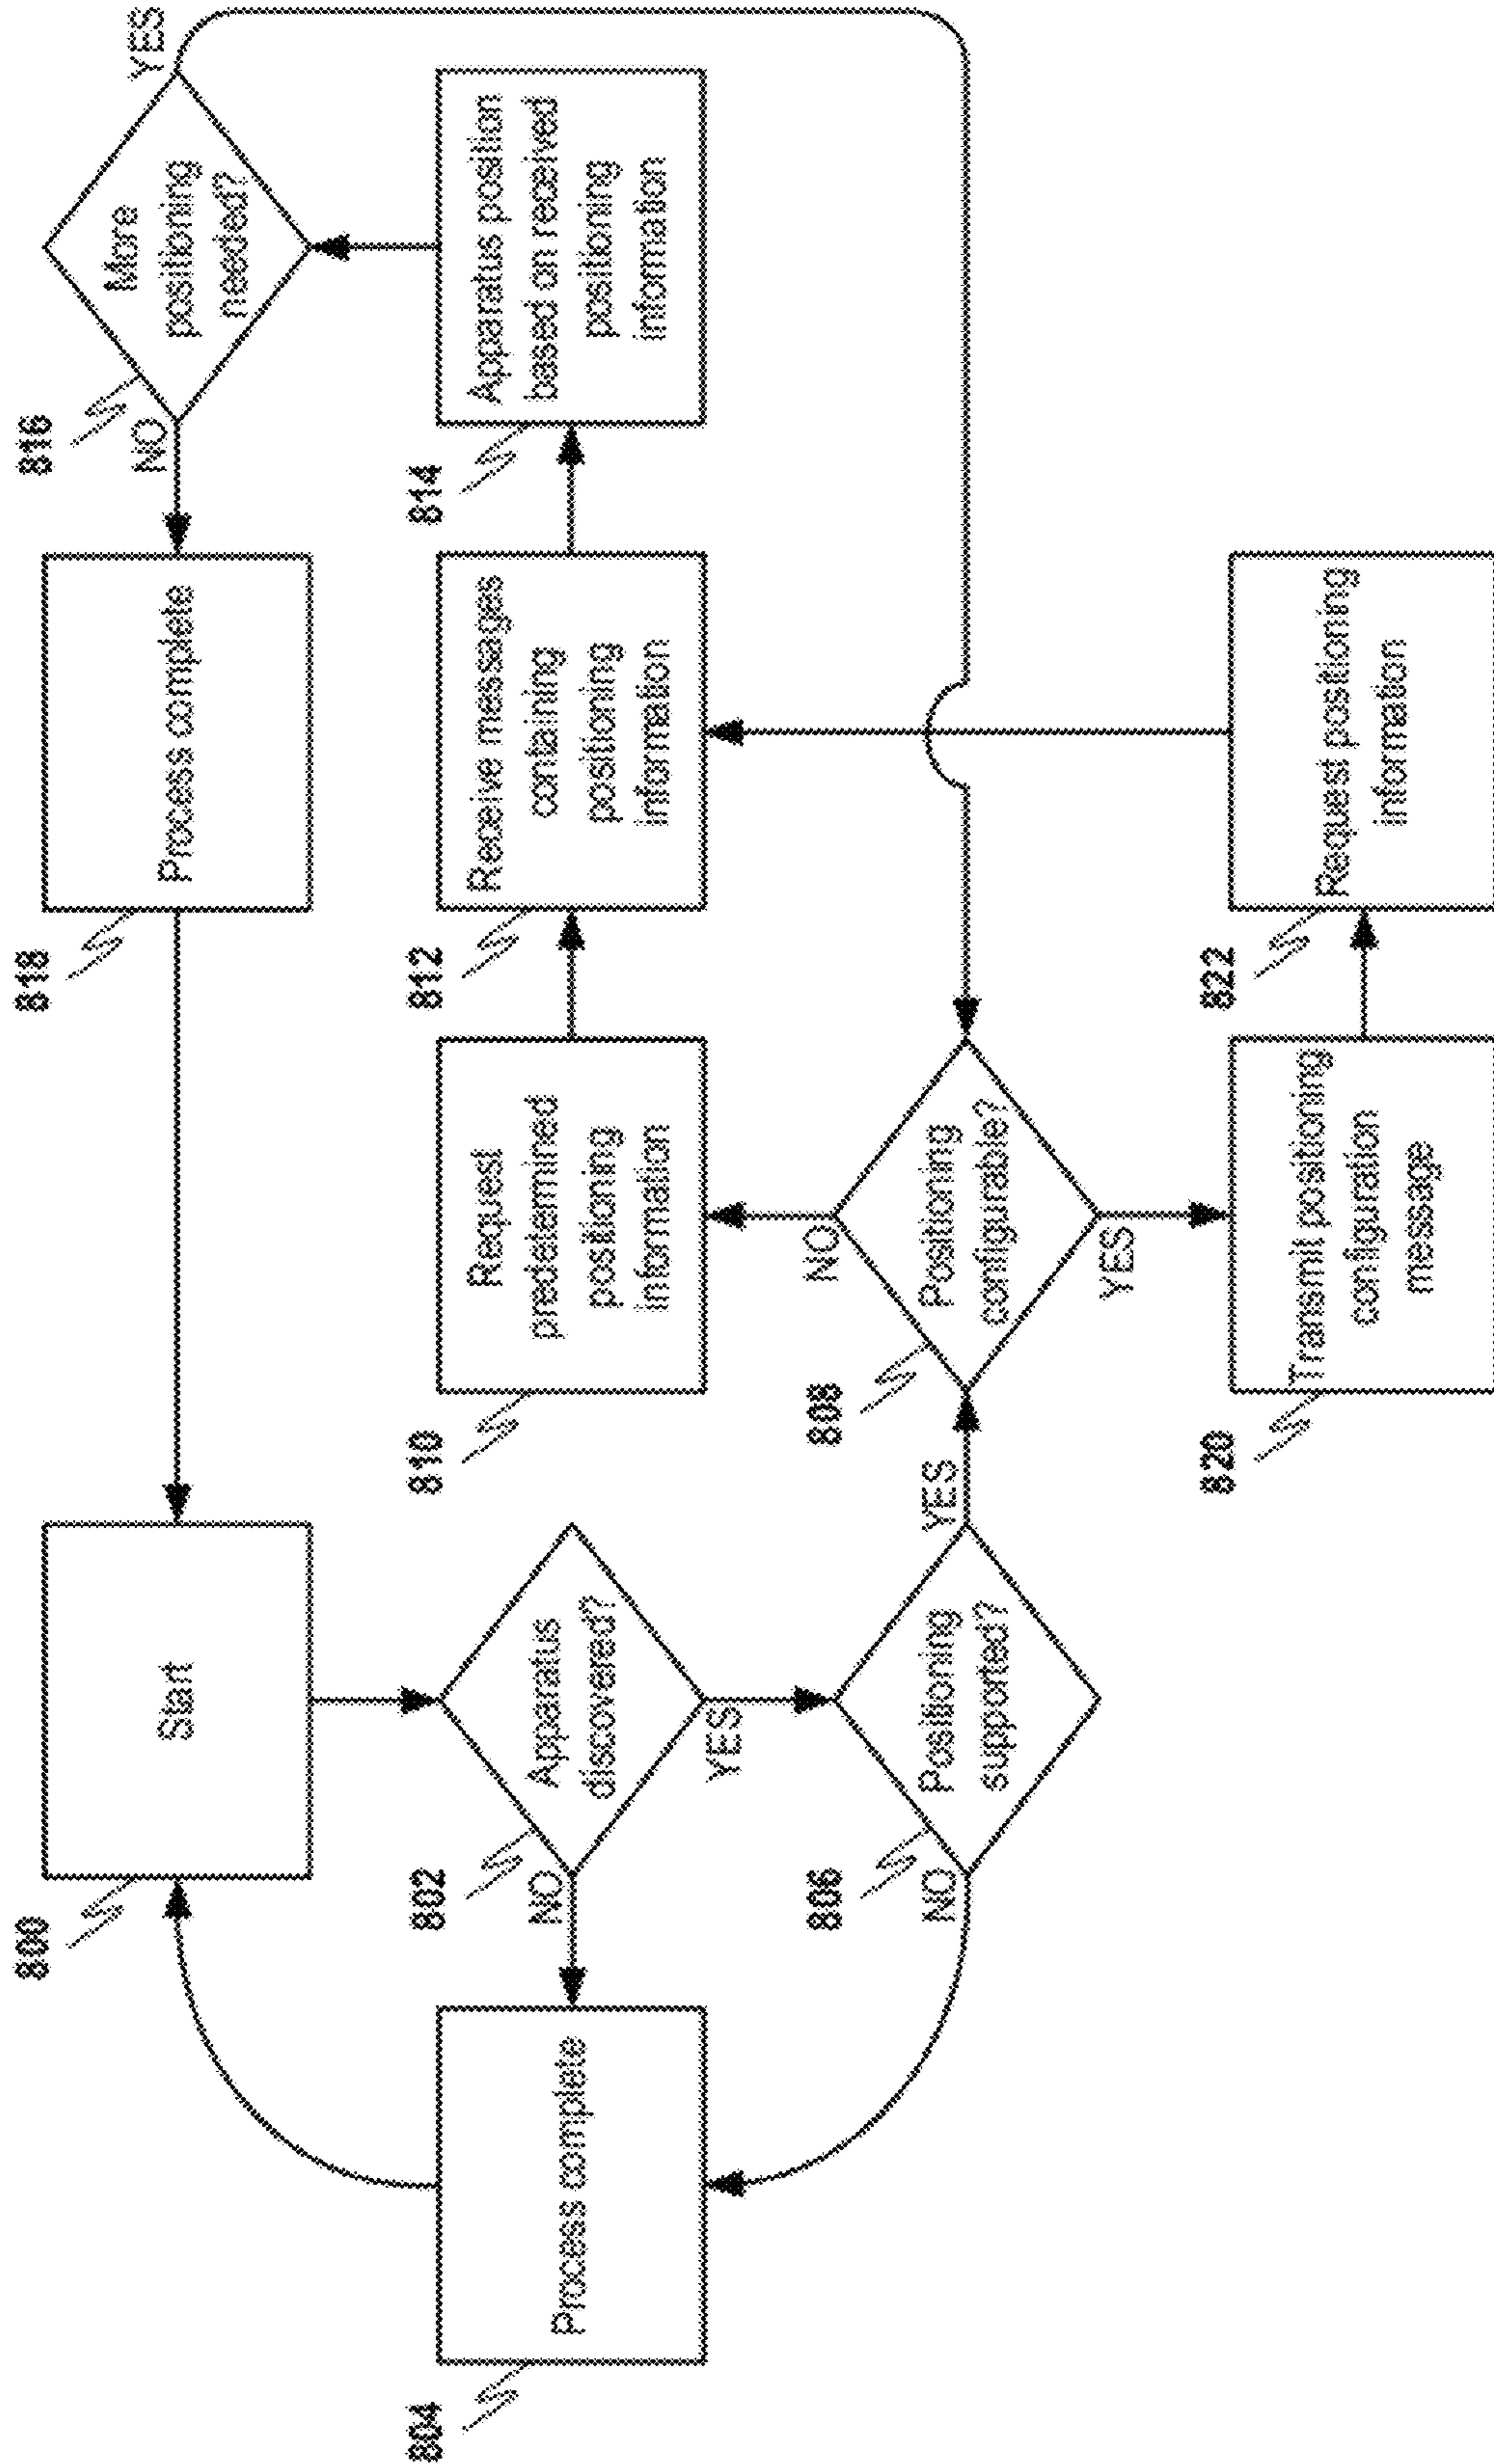 800
Start
818
Process complete
NO
816
More
positioning
needed?
YES
804
Process complete
NO
802
Apparatus
discovered?
YES
810
Request
predetermined
positioning
information
812
Receive messages
containing
positioning
information
814
Apparatus position
based on received
positioning
information
NO
806
Positioning
supported?
YES
808
NO
Positioning
configurable?
YES
820
Transmit positioning
configuration
message
822
Request positioning
information